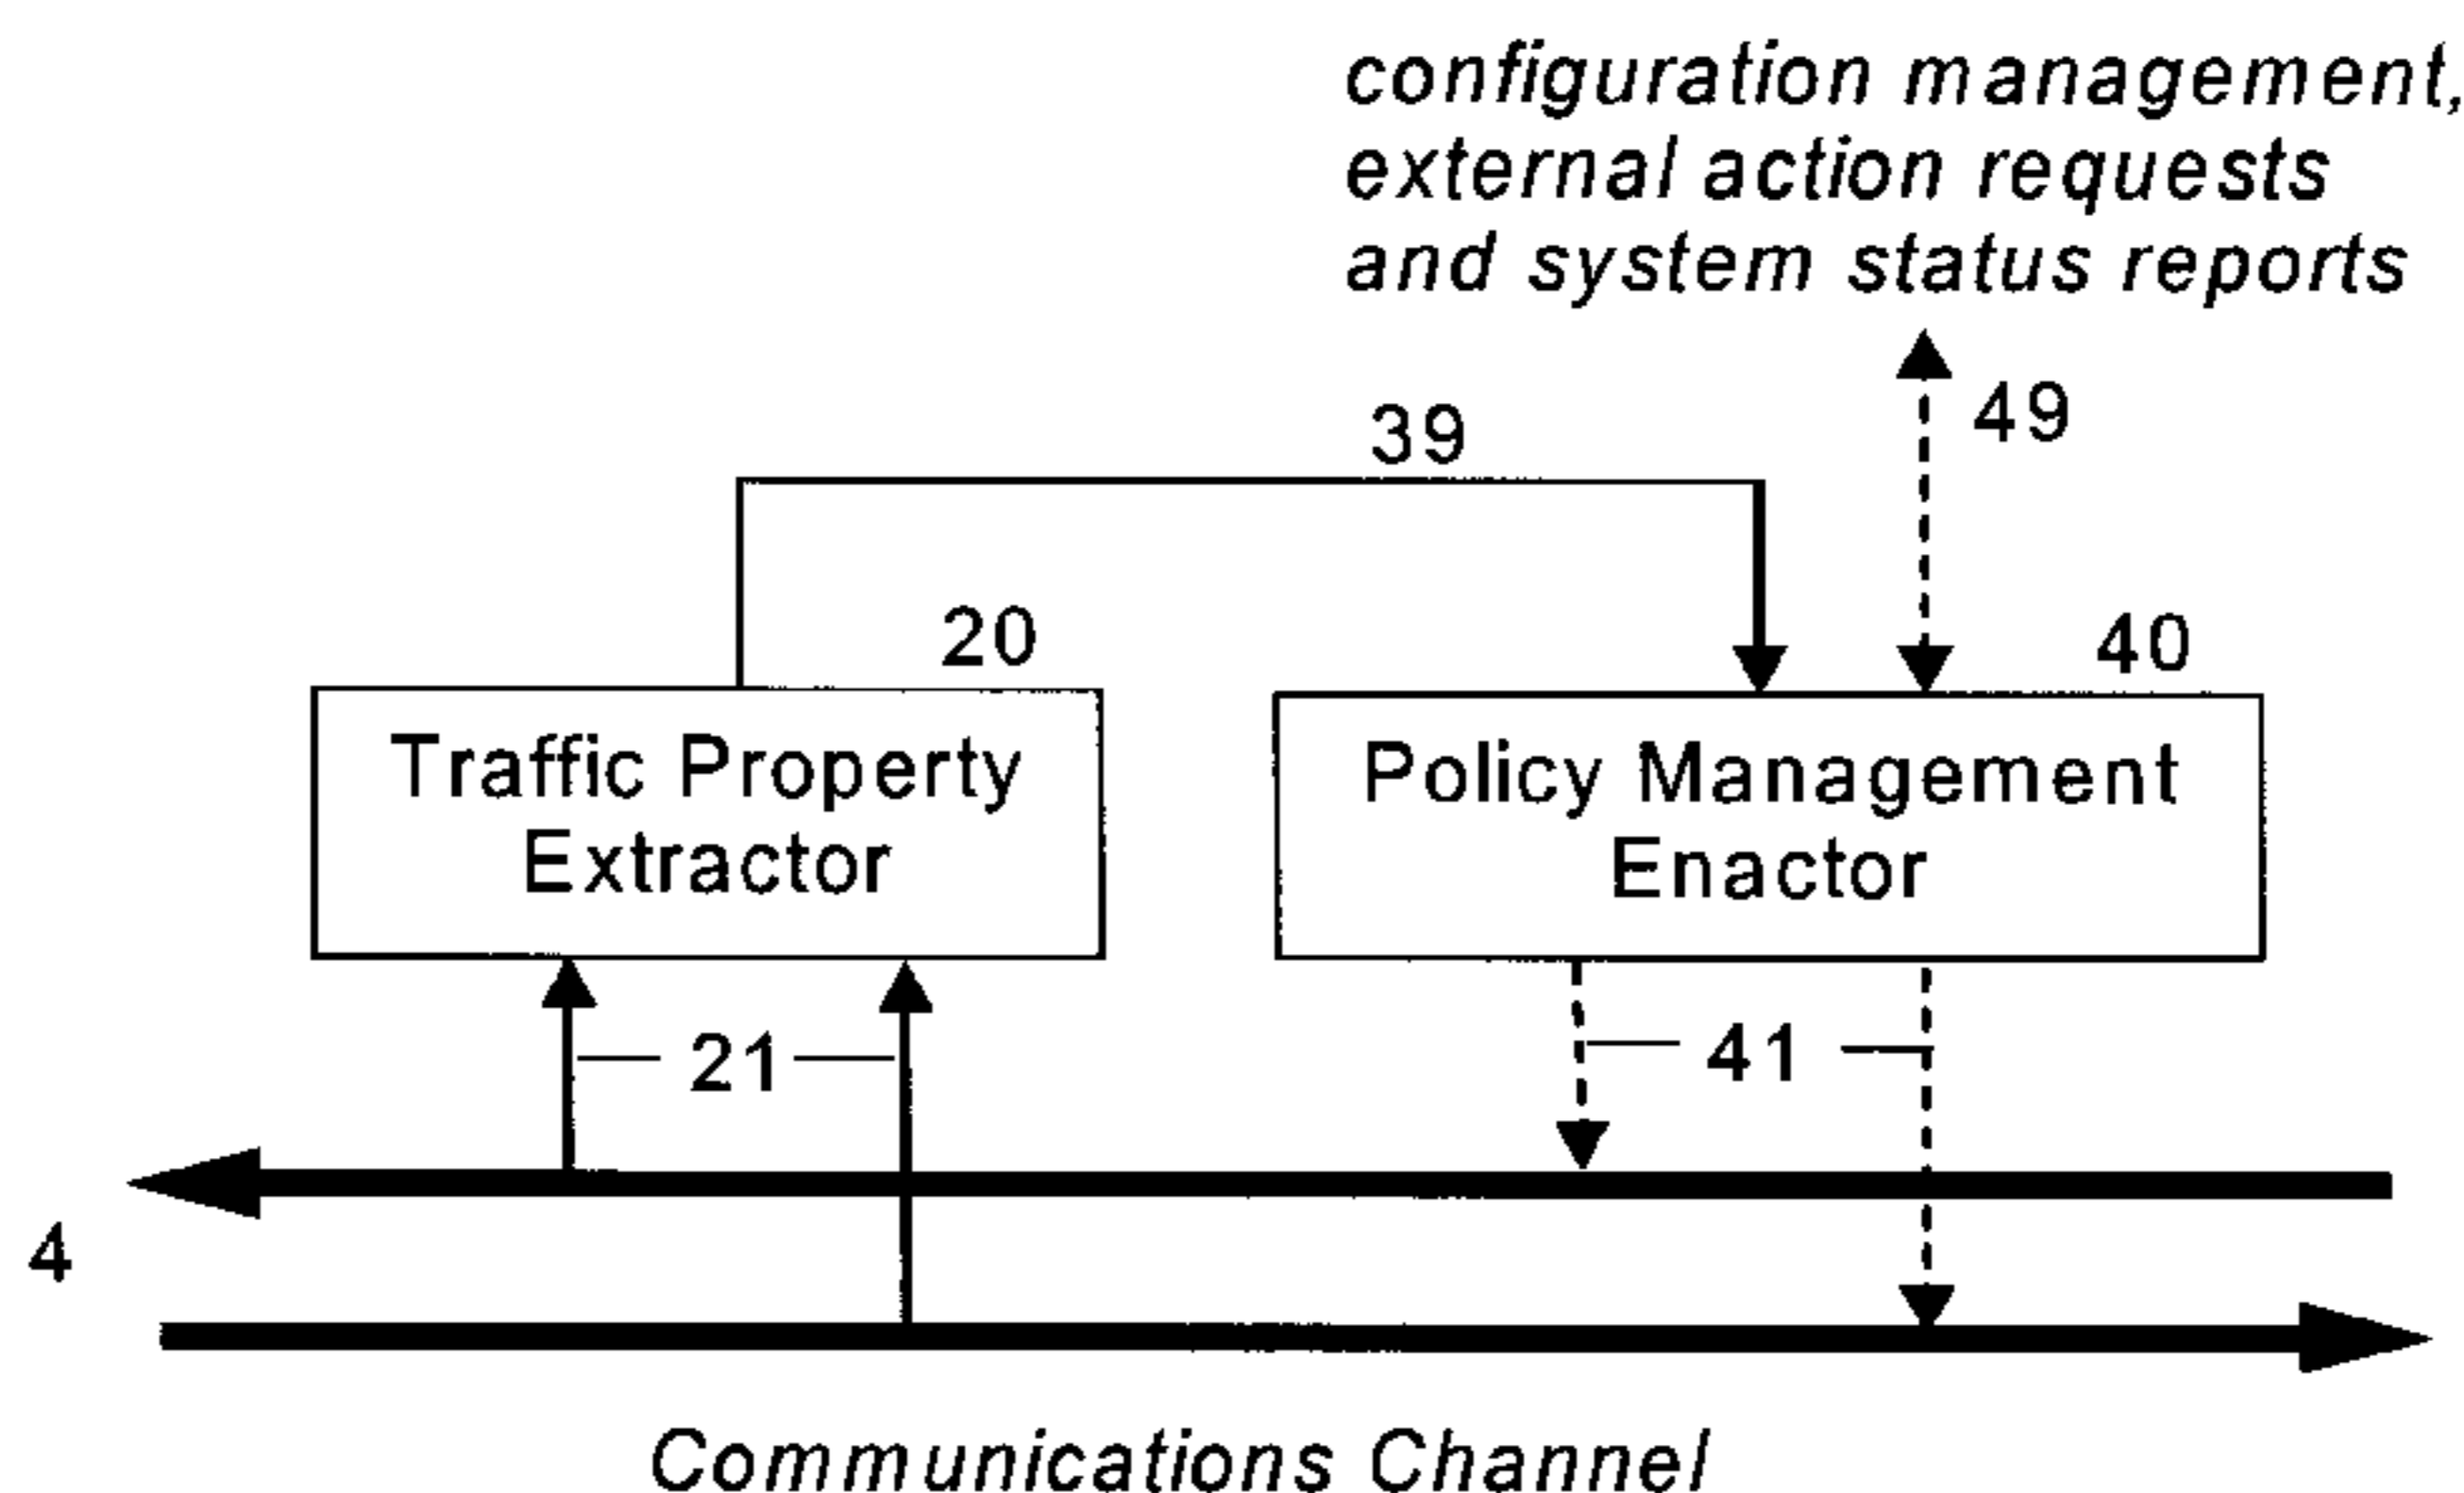 configuration management,
external action requests
and system status reports
39
49
20
40
Traffic Property
Extractor
Policy Management
Enactor
21
41
4
Communications Channel